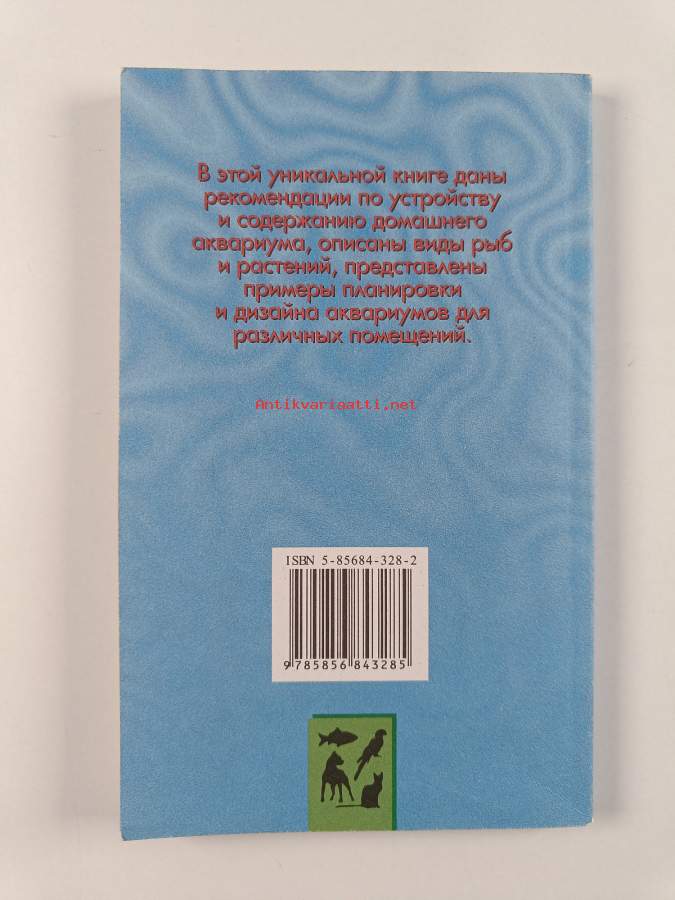 В этой уникальной книге даны
рекомендации по устройству
и содержанию домашнего
аквариума, описаны виды рыб
и растений, представлены
примеры планировки
и дизайна аквариумов для
различных помещений.
Antikvariaatti.net
ISBN 5-85684-328-2
9 785856 843285